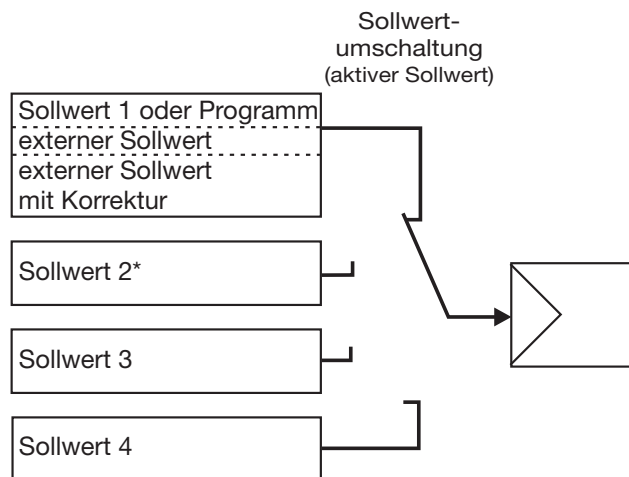 Sollwert-
umschaltung
(aktiver Sollwert)
Sollwert 1 oder Programm
externer Sollwert
externer Sollwert
mit Korrektur
Sollwert 2*
Sollwert 3
Sollwert 4